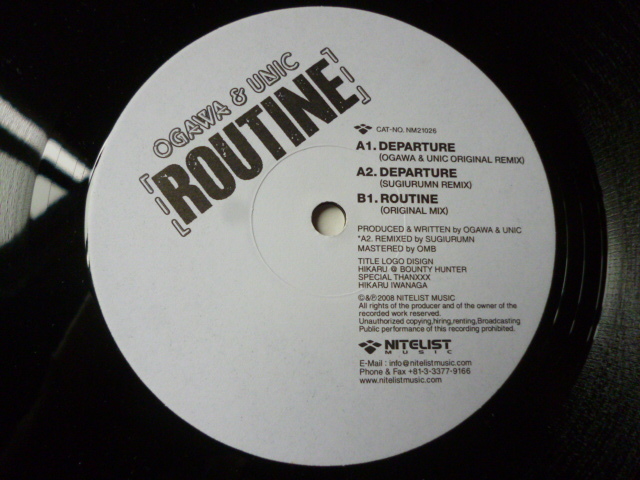 OGAWA & UNIC
ROUTINE
CAT-NO. NM21026
A1. DEPARTURE
(OGAWA & UNIC ORIGINAL REMIX)
A2. DEPARTURE
(SUGIURUMN REMIX)
B1. ROUTINE
(ORIGINAL MIX)
PRODUCED & WRITTEN by OGAWA & UNIC
*A2. REMIXED by SUGIURUMN
MASTERED by OMB
TITLE LOGO DISIGN
HIKARU @ BOUNTY HUNTER
SPECIAL THANXXX
HIKARU IWANAGA
©&℗2008 NITELIST MUSIC
All rights of the producer and of the owner of the
recorded work reserved.
Unauthorized copying,hiring,renting,Broadcasting
Public performance of this recording prohibited.
NITELIST
MUSIC
E-Mail : info@nitelistmusic.com
Phone & Fax +81-3-3377-9166
www.nitelistmusic.com